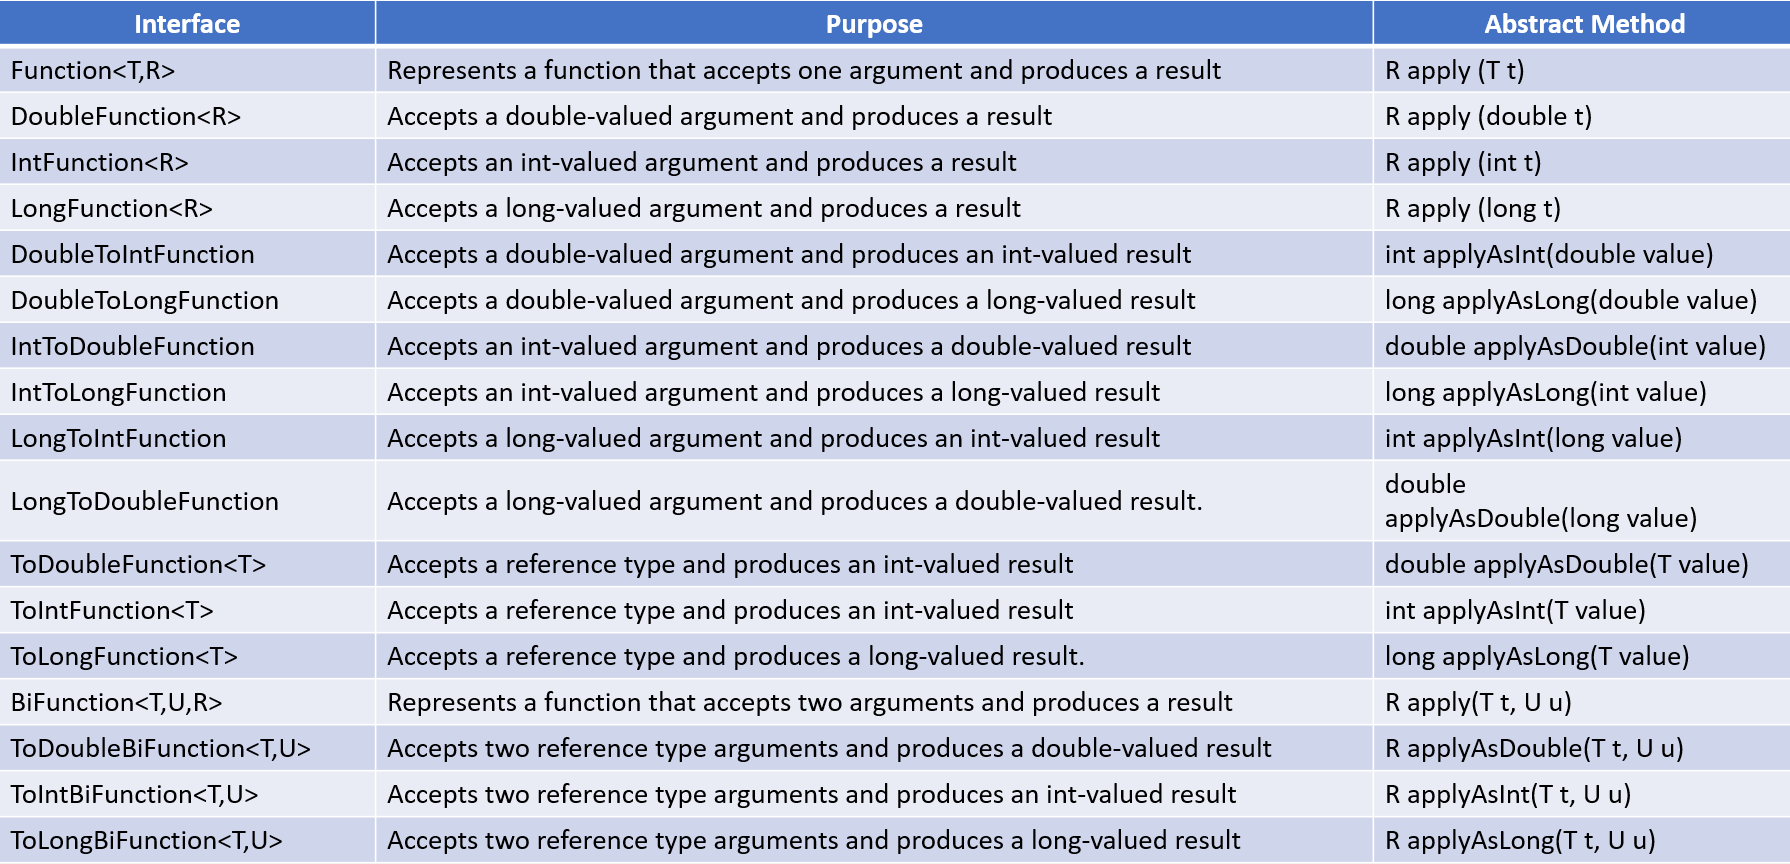 Interface Purpose Abstract Method
Function<T,R> Represents a function that accepts one argument and produces a result R apply (T t)
DoubleFunction<R> Accepts a double-valued argument and produces a result R apply (double t)
IntFunction<R> Accepts an int-valued argument and produces a result R apply (int t)
LongFunction<R> Accepts a long-valued argument and produces a result R apply (long t)
DoubleToIntFunction Accepts a double-valued argument and produces an int-valued result int applyAsInt(double value)
DoubleToLongFunction Accepts a double-valued argument and produces a long-valued result long applyAsLong(double value)
IntToDoubleFunction Accepts an int-valued argument and produces a double-valued result double applyAsDouble(int value)
IntToLongFunction Accepts an int-valued argument and produces a long-valued result long applyAsLong(int value)
LongToIntFunction Accepts a long-valued argument and produces an int-valued result int applyAsInt(long value)
LongToDoubleFunction Accepts a long-valued argument and produces a double-valued result. double
applyAsDouble(long value)
ToDoubleFunction<T> Accepts a reference type and produces an int-valued result double applyAsDouble(T value)
ToIntFunction<T> Accepts a reference type and produces an int-valued result int applyAsInt(T value)
ToLongFunction<T> Accepts a reference type and produces a long-valued result. long applyAsLong(T value)
BiFunction<T,U,R> Represents a function that accepts two arguments and produces a result R apply(T t, U u)
ToDoubleBiFunction<T,U> Accepts two reference type arguments and produces a double-valued result R applyAsDouble(T t, U u)
ToIntBiFunction<T,U> Accepts two reference type arguments and produces an int-valued result R applyAsInt(T t, U u)
ToLongBiFunction<T,U> Accepts two reference type arguments and produces a long-valued result R applyAsLong(T t, U u)